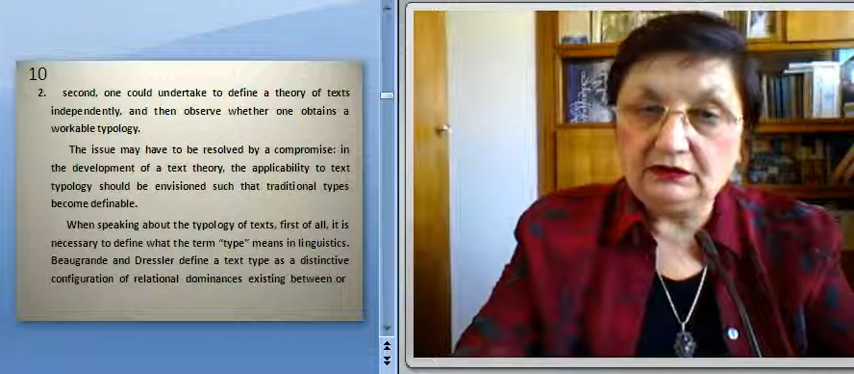 10
2. second, one could undertake to define a theory of texts
independently, and then observe whether one obtains a
workable typology.
The issue may have to be resolved by a compromise: in
the development of a text theory, the applicability to text
typology should be envisioned such that traditional types
become definable.
When speaking about the typology of texts, first of all, it is
necessary to define what the term “type” means in linguistics.
Beaugrande and Dressler define a text type as a distinctive
configuration of relational dominances existing between or